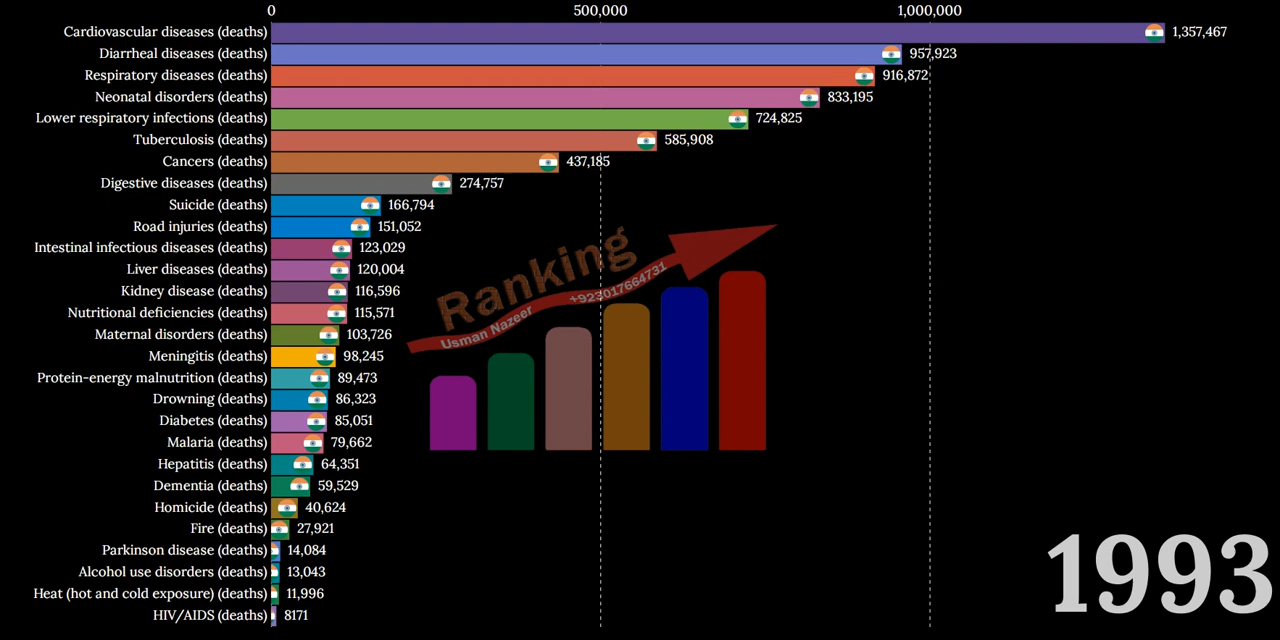 0 500,000 1,000,000
Cardiovascular diseases (deaths) 1,357,467
Diarrheal diseases (deaths) 957,923
Respiratory diseases (deaths) 916,872
Neonatal disorders (deaths) 833,195
Lower respiratory infections (deaths) 724,825
Tuberculosis (deaths) 585,908
Cancers (deaths) 437,185
Digestive diseases (deaths) 274,757
Suicide (deaths) 166,794
Road injuries (deaths) 151,052
Intestinal infectious diseases (deaths) 123,029
Liver diseases (deaths) 120,004
Kidney disease (deaths) 116,596
Nutritional deficiencies (deaths) 115,571
Maternal disorders (deaths) 103,726
Meningitis (deaths) 98,245
Protein-energy malnutrition (deaths) 89,473
Drowning (deaths) 86,323
Diabetes (deaths) 85,051
Malaria (deaths) 79,662
Hepatitis (deaths) 64,351
Dementia (deaths) 59,529
Homicide (deaths) 40,624
Fire (deaths) 27,921
Parkinson disease (deaths) 14,084
Alcohol use disorders (deaths) 13,043
Heat (hot and cold exposure) (deaths) 11,996
HIV/AIDS (deaths) 8171
Ranking
Usman Nazeer +923017664731
1993